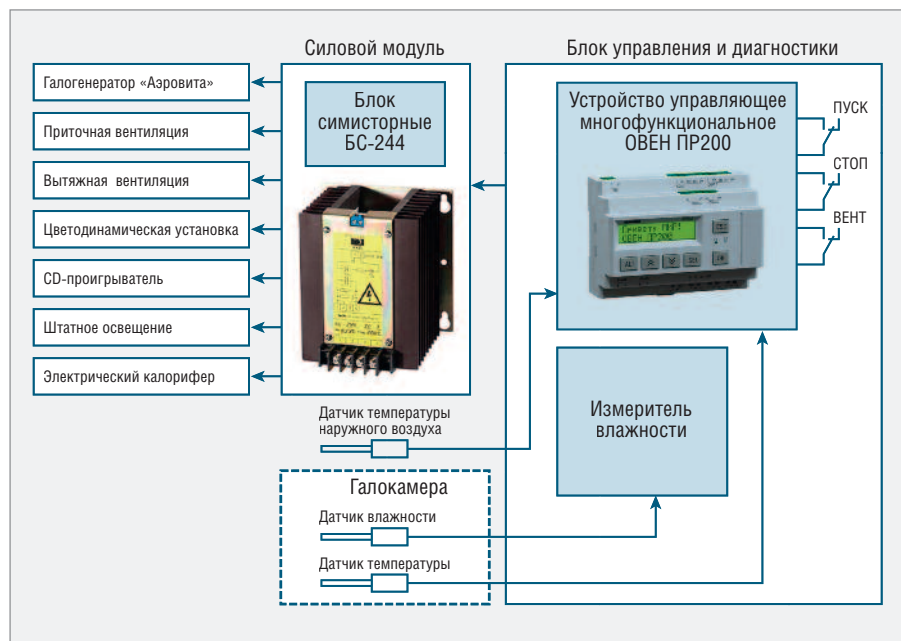 Силовой модуль
Блок управления и диагностики
Галогенератор «Аэровита»
Приточная вентиляция
Вытяжная вентиляция
Цветодинамическая установка
CD-проигрыватель
Штатное освещение
Электрический калорифер
Блок
симисторные
БС-244
Устройство управляющее
многофункциональное
ОВЕН ПР200
ПУСК
СТОП
ВЕНТ
ОВЕН ПР200
Измеритель
влажности
Датчик температуры
наружного воздуха
Галокамера
Датчик влажности
Датчик температуры